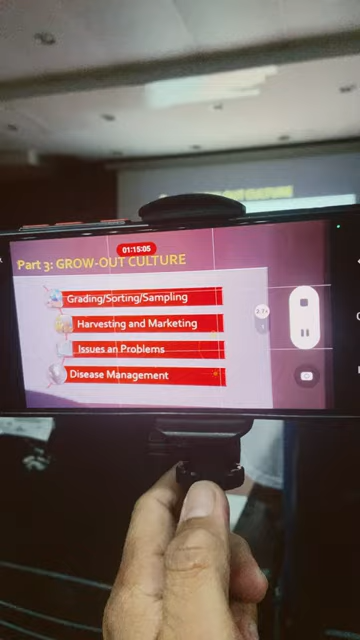 01:15:05
Part 3: GROW-OUT CULTURE
Grading/Sorting/Sampling
Harvesting and Marketing
Issues an Problems
Disease Management